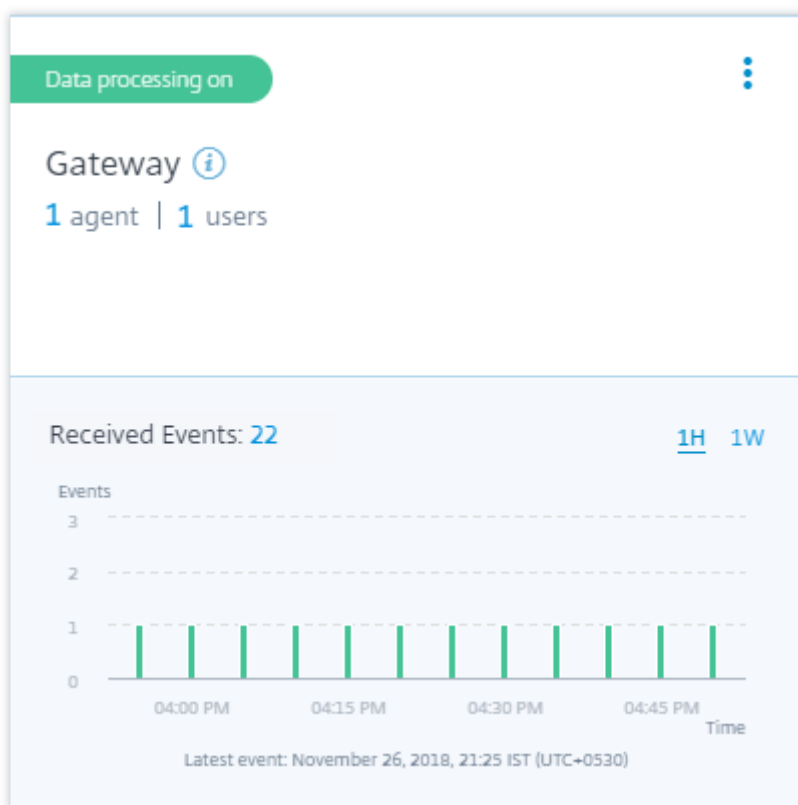 Data processing on
Gateway i
1 agent | 1 users
Received Events: 22
1H 1W
Events
3
2
1
0
04:00 PM 04:15 PM 04:30 PM 04:45 PM
Time
Latest event: November 26, 2018, 21:25 IST (UTC+0530)